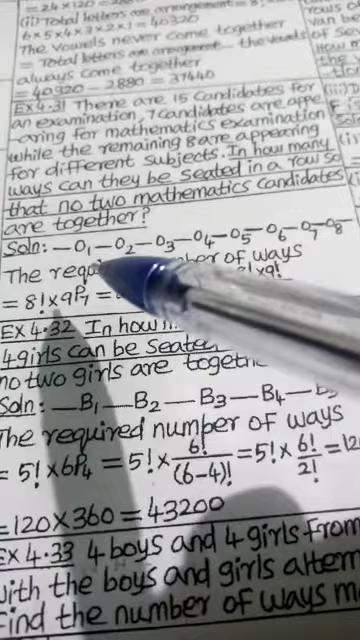 = 24 × 120 = 2880
(ii) Total letters are arrangement = 8!
6×5×4×3×2×1 = 40320
The Vowels never come together
= Total letters are arrangement - the vowels
always come together
= 40320 - 2880 = 37440
EX 4.31 There are 15 candidates for
an examination, 7 candidates are appe
-aring for mathematics examination
while the remaining 8 are appearing
for different subjects. In how many
ways can they be seated in a row so
that no two mathematics candidates
are together?
Soln: —O1—O2—O3—O4—O5—O6—O7—O8
The number of ways
= 8! × 9P7 = ×9!
EX 4.32 In how
4 girls can be seated
no two girls are together
Soln: —B1—B2—B3—B4—B5
The required number of ways
= 5! × 6P4 = 5! × 6!/(6-4)! = 5! × 6!/2! = 12
= 120 × 360 = 43200
EX 4.33 4 boys and 4 girls From
with the boys and girls altern
Find the number of ways